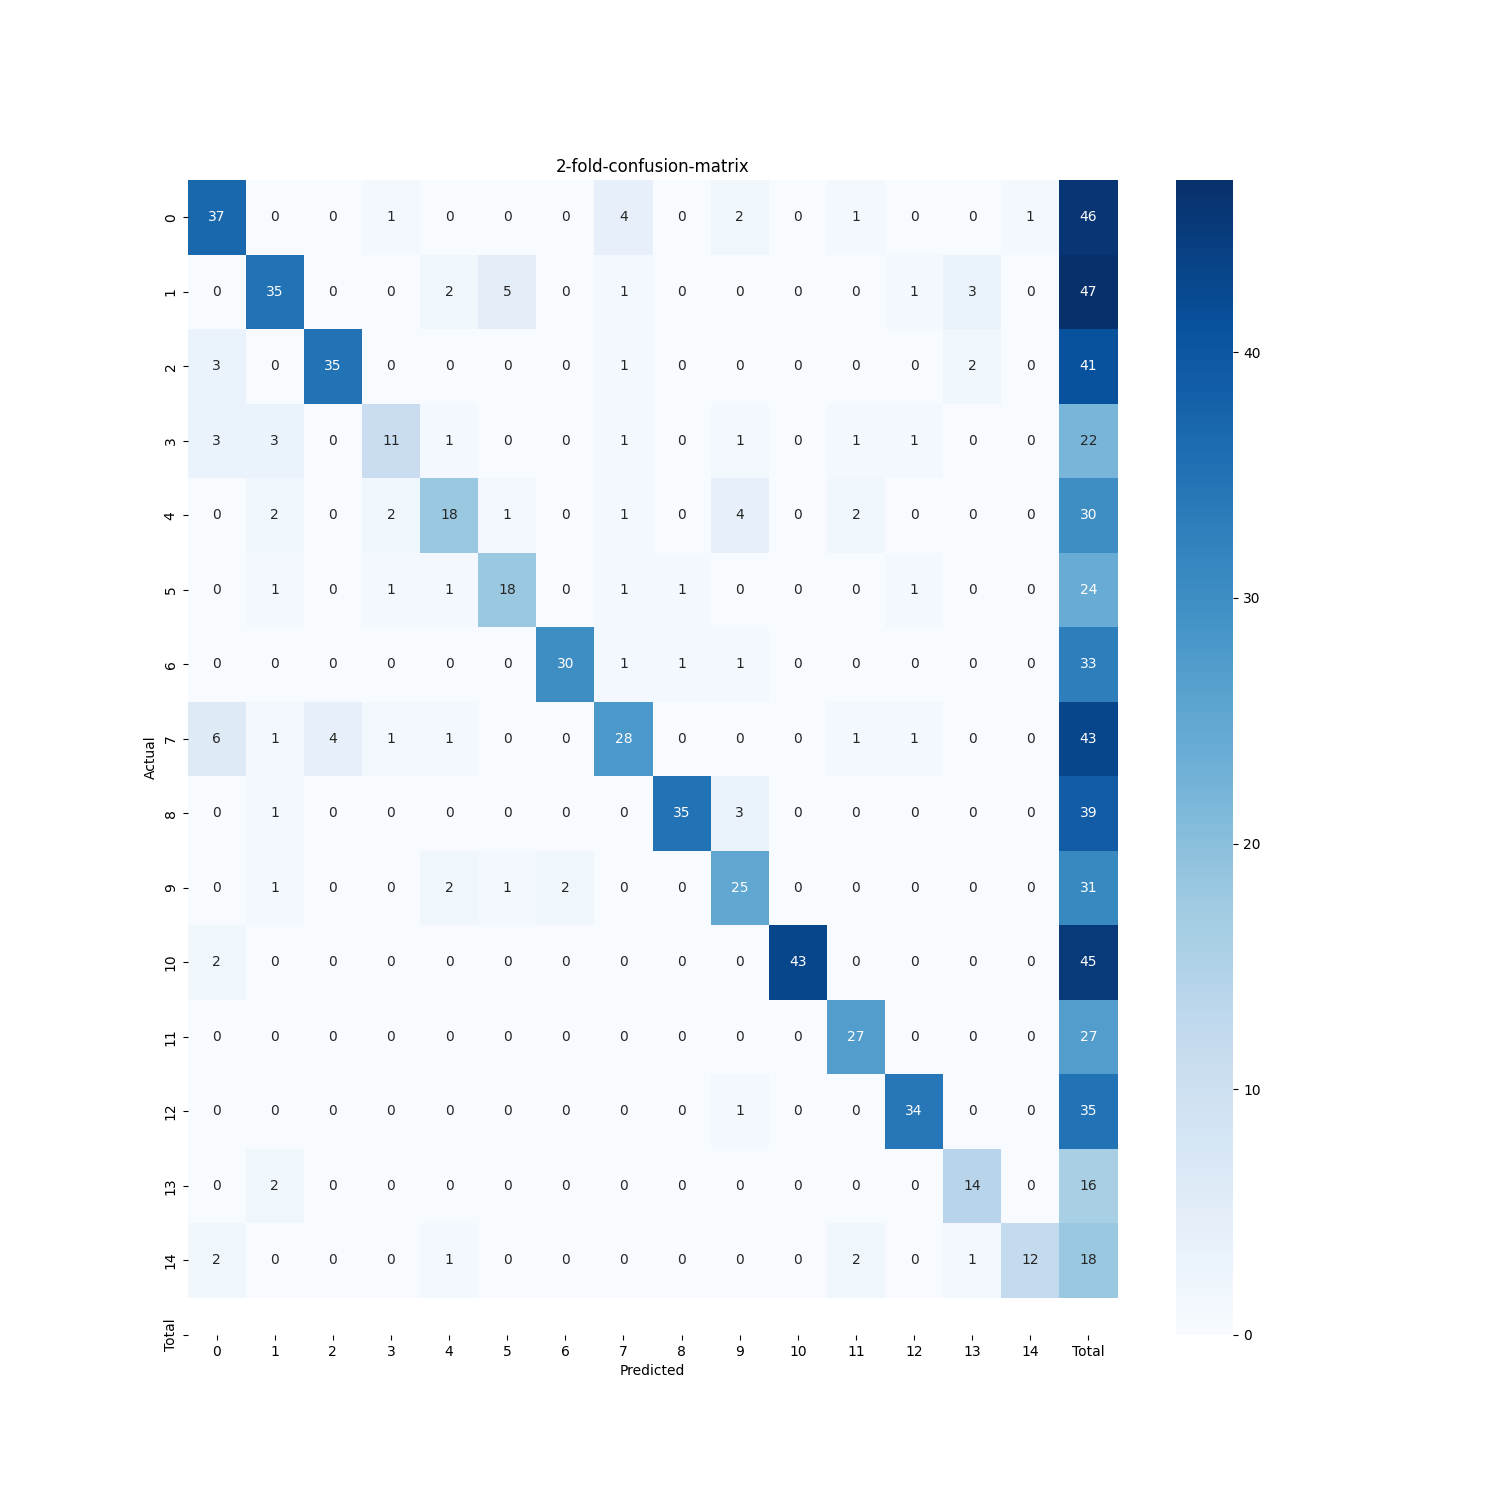 2-fold-confusion-matrix
0 37 0 0 1 0 0 0 4 0 2 0 1 0 0 1 46
1 0 35 0 0 2 5 0 1 0 0 0 0 1 3 0 47
2 3 0 35 0 0 0 0 1 0 0 0 0 0 2 0 41
3 3 3 0 11 1 0 0 1 0 1 0 1 1 0 0 22
4 0 2 0 2 18 1 0 1 0 4 0 2 0 0 0 30
5 0 1 0 1 1 18 0 1 1 0 0 0 1 0 0 24
6 0 0 0 0 0 0 30 1 1 1 0 0 0 0 0 33
7 6 1 4 1 1 0 0 28 0 0 0 1 1 0 0 43
8 0 1 0 0 0 0 0 0 35 3 0 0 0 0 0 39
9 0 1 0 0 2 1 2 0 0 25 0 0 0 0 0 31
10 2 0 0 0 0 0 0 0 0 0 43 0 0 0 0 45
11 0 0 0 0 0 0 0 0 0 0 0 27 0 0 0 27
12 0 0 0 0 0 0 0 0 0 1 0 0 34 0 0 35
13 0 2 0 0 0 0 0 0 0 0 0 0 0 14 0 16
14 2 0 0 0 1 0 0 0 0 0 0 2 0 1 12 18
Total
Actual
0 1 2 3 4 5 6 7 8 9 10 11 12 13 14 Total
Predicted
40
30
20
10
0